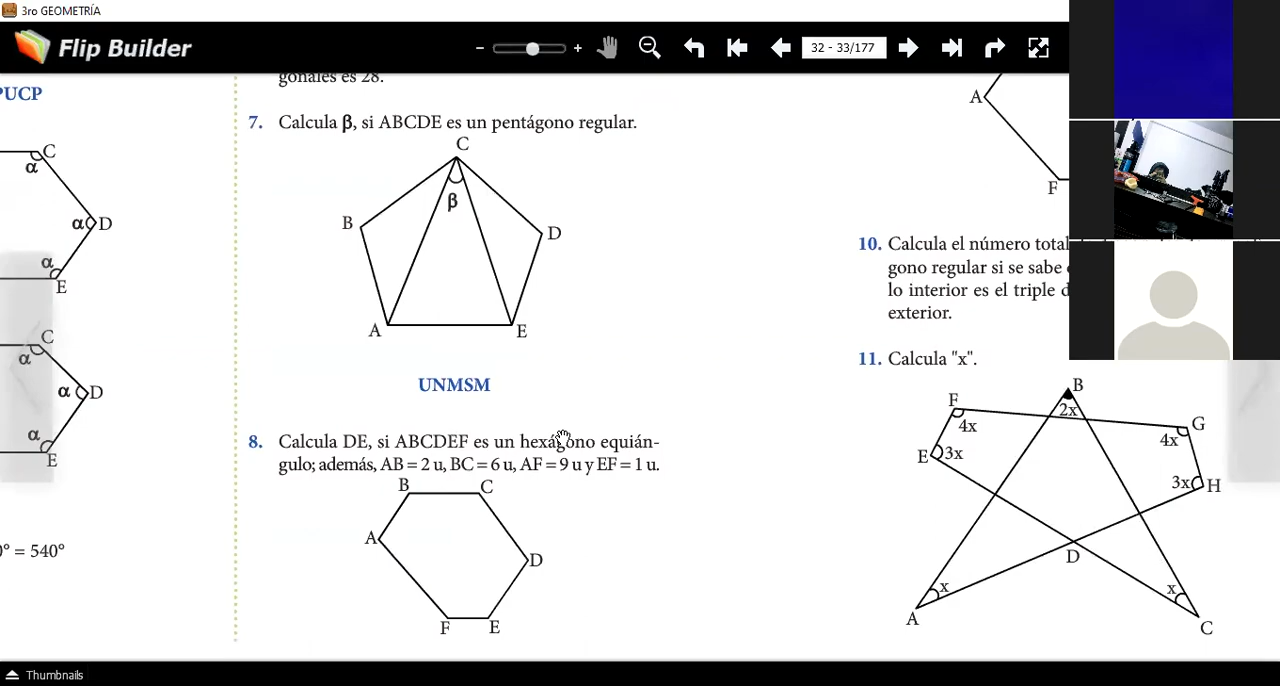 3ro GEOMETRÍA
Flip Builder
32 - 33/177
PUCP
C
α
α D
α
E
C
α
α D
α
E
0° = 540°
gonales es 28.
7. Calcula β, si ABCDE es un pentágono regular.
C
β
B
D
A
E
UNMSM
8. Calcula DE, si ABCDEF es un hexágono equián-
gulo; además, AB = 2 u, BC = 6 u, AF = 9 u y EF = 1 u.
B
C
A
D
F
E
A
F
10. Calcula el número total
gono regular si se sabe
lo interior es el triple d
exterior.
11. Calcula "x".
B
F
2x
G
4x
4x
E 3x
3x H
D
x
x
A
C
Thumbnails